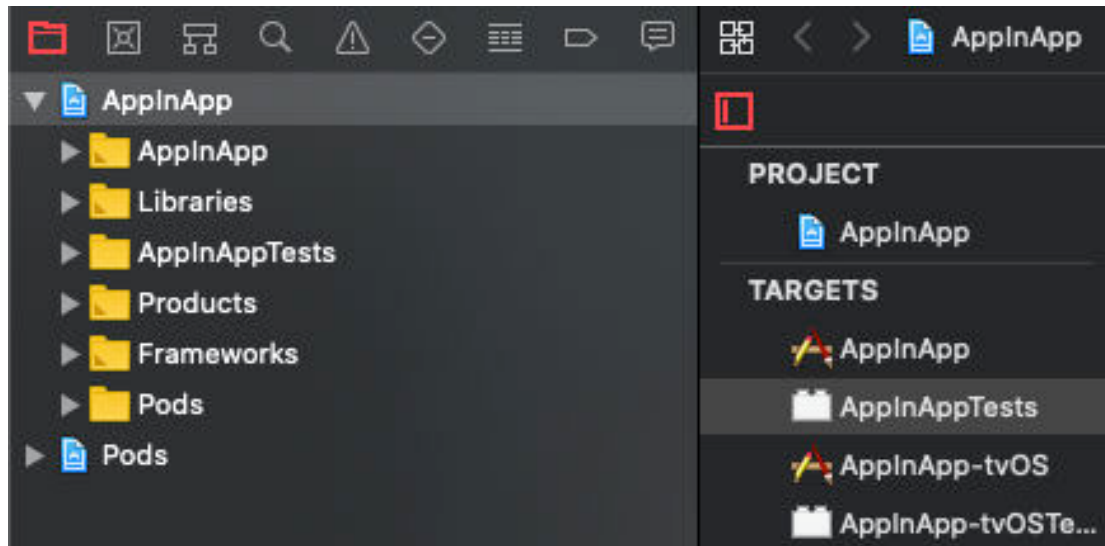 AppInApp
AppInApp
Libraries
AppInAppTests
Products
Frameworks
Pods
Pods
AppInApp
PROJECT
AppInApp
TARGETS
AppInApp
AppInAppTests
AppInApp-tvOS
AppInApp-tvOSTe...